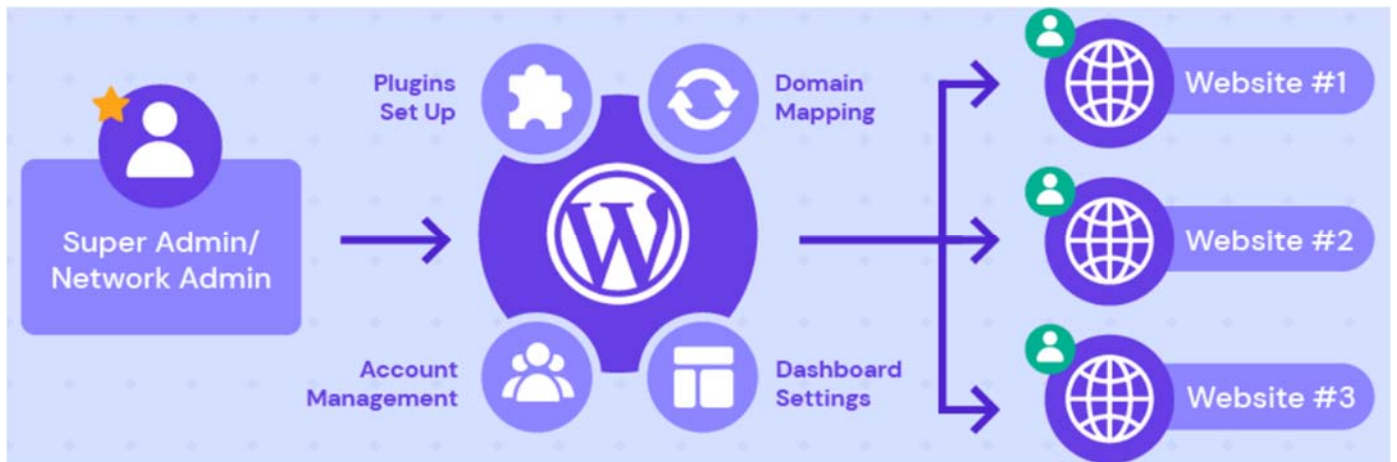 Super Admin/
Network Admin
Plugins
Set Up
Domain
Mapping
Account
Management
Dashboard
Settings
Website #1
Website #2
Website #3